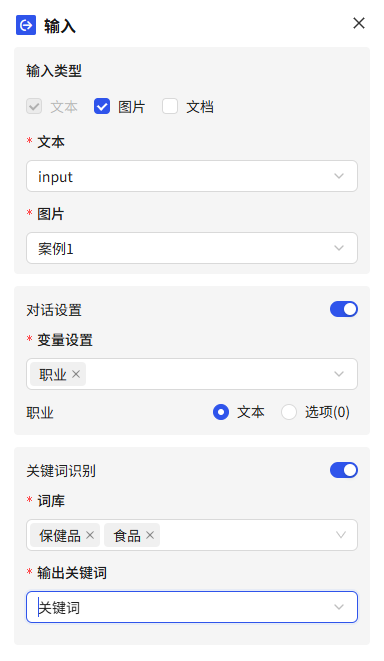 输入
输入类型
文本 图片 文档
* 文本
input
* 图片
案例1
对话设置
* 变量设置
职业 ×
职业 文本 选项(0)
关键词识别
* 词库
保健品 × 食品 ×
* 输出关键词
关键词